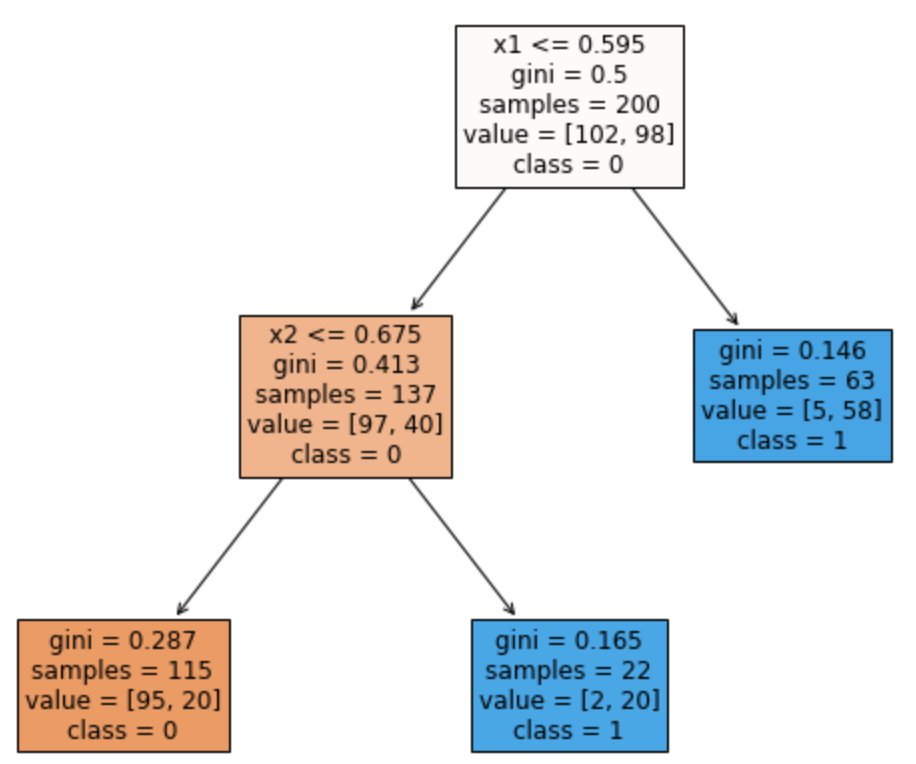 x1 <= 0.595
gini = 0.5
samples = 200
value = [102, 98]
class = 0
x2 <= 0.675
gini = 0.413
samples = 137
value = [97, 40]
class = 0
gini = 0.146
samples = 63
value = [5, 58]
class = 1
gini = 0.287
samples = 115
value = [95, 20]
class = 0
gini = 0.165
samples = 22
value = [2, 20]
class = 1